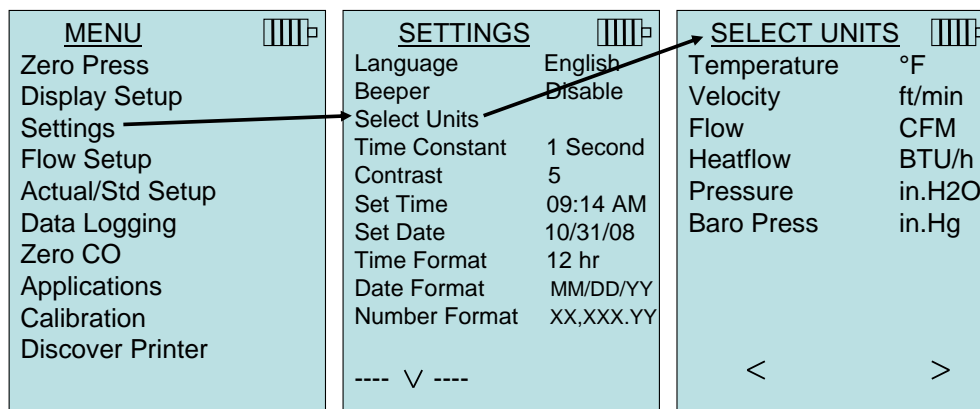 MENU
Zero Press
Display Setup
Settings
Flow Setup
Actual/Std Setup
Data Logging
Zero CO
Applications
Calibration
Discover Printer
SETTINGS
Language English
Beeper Disable
Select Units
Time Constant 1 Second
Contrast 5
Set Time 09:14 AM
Set Date 10/31/08
Time Format 12 hr
Date Format MM/DD/YY
Number Format XX,XXX.YY
---- ∨ ----
SELECT UNITS
Temperature °F
Velocity ft/min
Flow CFM
Heatflow BTU/h
Pressure in.H2O
Baro Press in.Hg
< >